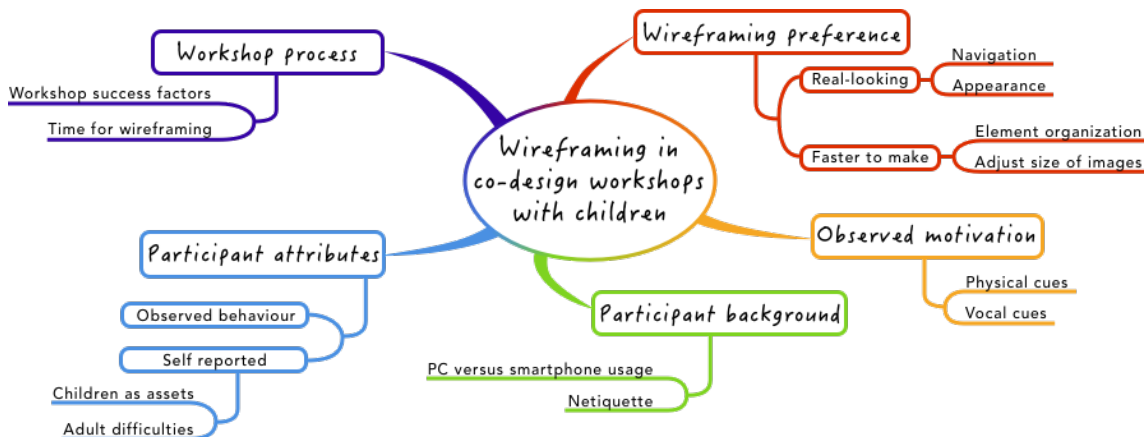 Wireframing in
co-design workshops
with children
Workshop process
Workshop success factors
Time for wireframing
Wireframing preference
Real-looking
Navigation
Appearance
Faster to make
Element organization
Adjust size of images
Observed motivation
Physical cues
Vocal cues
Participant background
PC versus smartphone usage
Netiquette
Participant attributes
Observed behaviour
Self reported
Children as assets
Adult difficulties